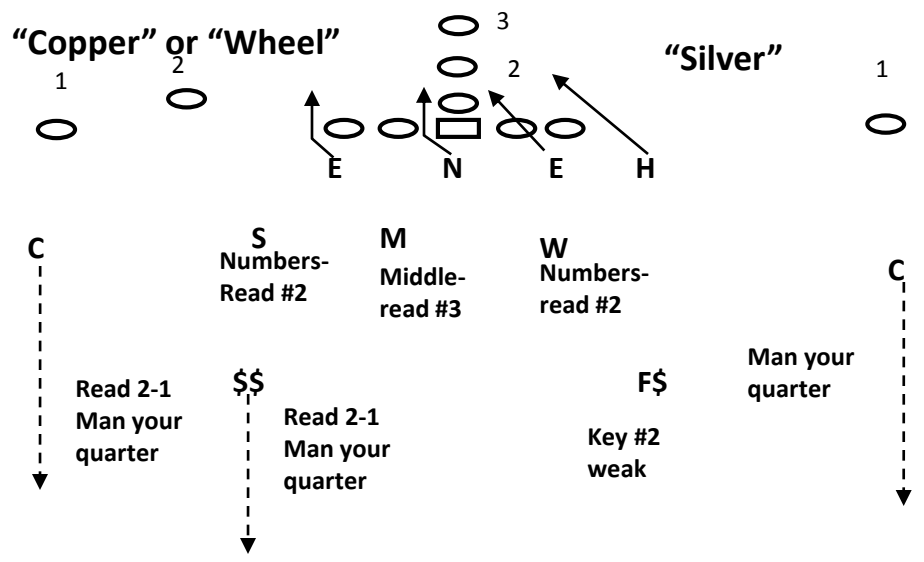 “Copper” or “Wheel”
3
“Silver”
1
2
2
1
E
N
E
H
C
S
M
W
C
Numbers-
Read #2
Middle-
read #3
Numbers-
read #2
Read 2-1
Man your
quarter
$$
Read 2-1
Man your
quarter
F$
Key #2
weak
Man your
quarter